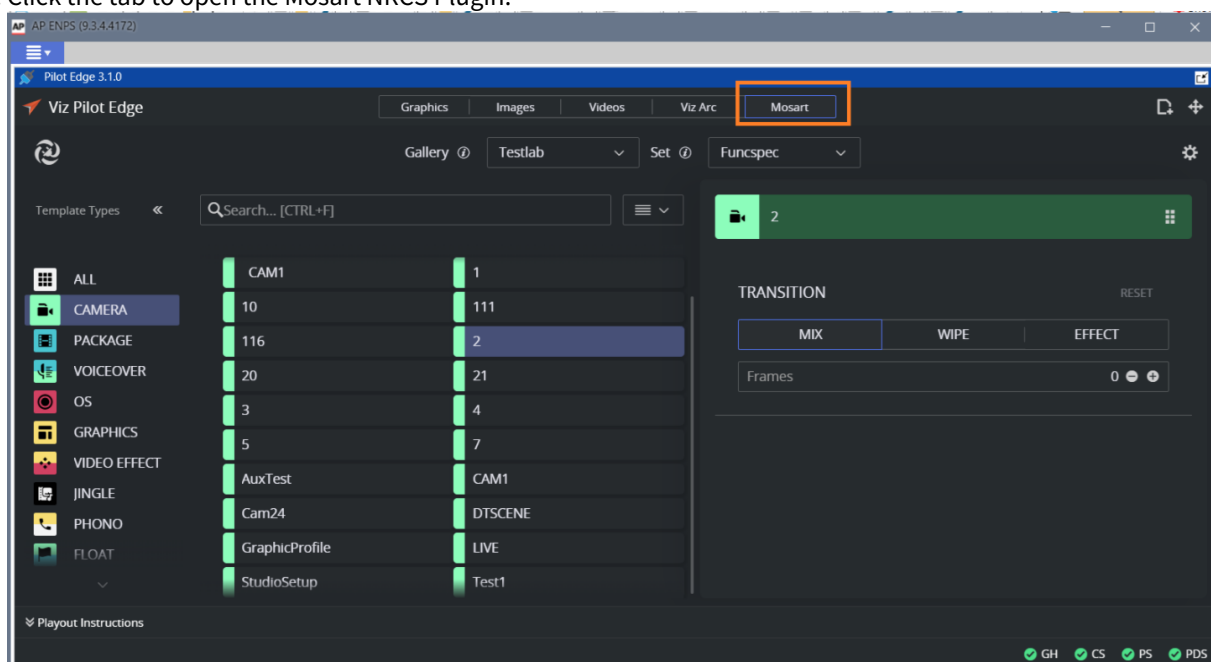 Click the tab to open the Mosart NRCS Plugin.
AP AP ENPS (9.3.4.4172)
Pilot Edge 3.1.0
Viz Pilot Edge
Graphics Images Videos Viz Arc Mosart
Gallery Testlab Set Funcspec
Template Types Search... [CTRL+F] 2
ALL CAM1 1
CAMERA 10 111
PACKAGE 116 2
VOICEOVER 20 21
OS 3 4
GRAPHICS 5 7
VIDEO EFFECT AuxTest CAM1
JINGLE Cam24 DTSCENE
PHONO GraphicProfile LIVE
FLOAT StudioSetup Test1
TRANSITION RESET
MIX WIPE EFFECT
Frames 0
Playout Instructions
GH CS PS PDS